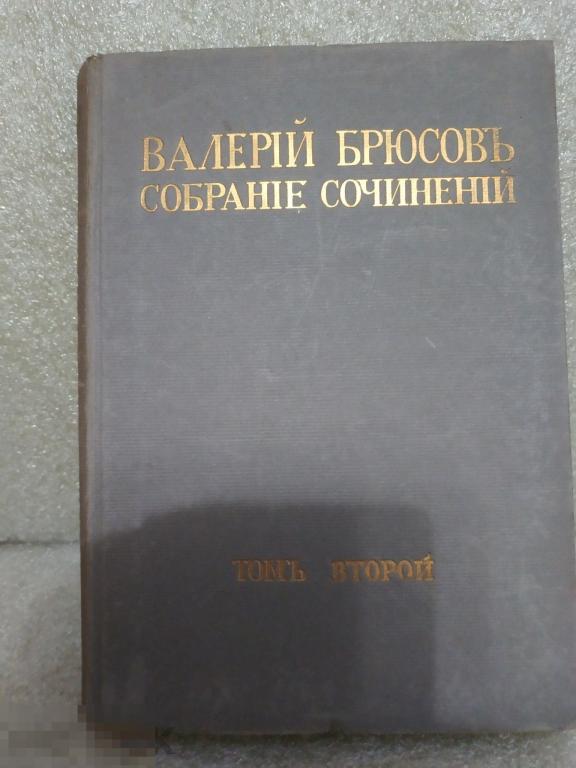 ВАЛЕРІЙ БРЮСОВЪ
СОБРАНІЕ СОЧИНЕНІЙ
ТОМЪ ВТОРОЙ